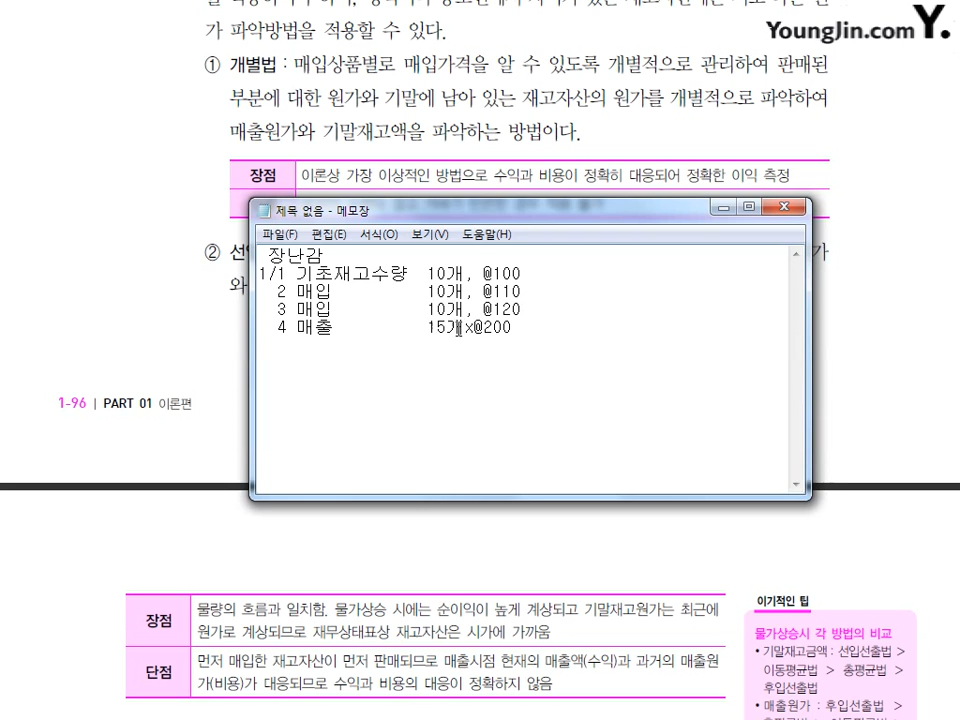 YoungJin.com Y.
가 파악방법을 적용할 수 있다.
① 개별법 : 매입상품별로 매입가격을 알 수 있도록 개별적으로 관리하여 판매된
부분에 대한 원가와 기말에 남아 있는 재고자산의 원가를 개별적으로 파악하여
매출원가와 기말재고액을 파악하는 방법이다.
장점 이론상 가장 이상적인 방법으로 수익과 비용이 정확히 대응되어 정확한 이익 측정
제목 없음 - 메모장
파일(F) 편집(E) 서식(O) 보기(V) 도움말(H)
② 가
와
장난감
1/1 기초재고수량 10개, @100
2 매입 10개, @110
3 매입 10개, @120
4 매출 15개x@200
1-96 | PART 01 이론편
장점 물량의 흐름과 일치함. 물가상승 시에는 순이익이 높게 계상되고 기말재고원가는 최근에
원가로 계상되므로 재무상태표상 재고자산은 시가에 가까움
단점 먼저 매입한 재고자산이 먼저 판매되므로 매출시점 현재의 매출액(수익)과 과거의 매출원
가(비용)가 대응되므로 수익과 비용의 대응이 정확하지 않음
이기적인 팁
물가상승시 각 방법의 비교
• 기말재고금액 : 선입선출법 >
이동평균법 > 총평균법 >
후입선출법
• 매출원가 : 후입선출법 >